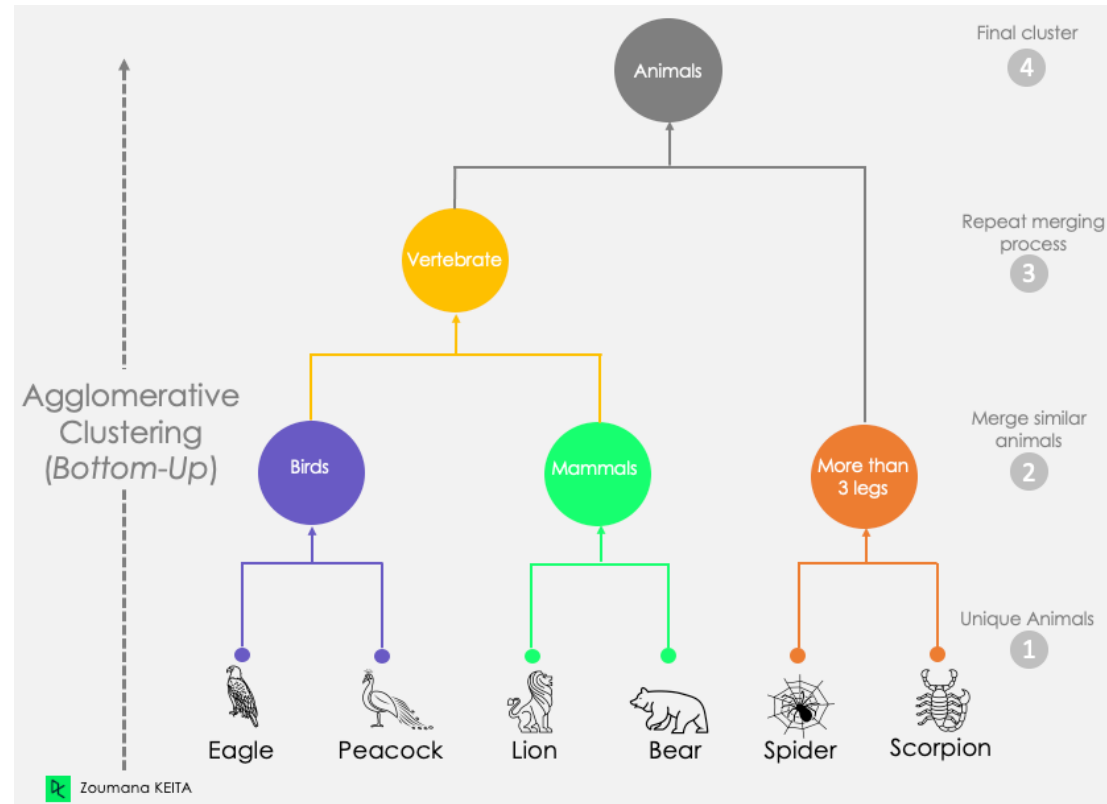 Final cluster
4
Animals
Repeat merging
process
3
Vertebrate
Agglomerative
Clustering
(Bottom-Up)
Merge similar
animals
2
Birds
Mammals
More than
3 legs
Unique Animals
1
Eagle
Peacock
Lion
Bear
Spider
Scorpion
DC
Zoumana KEITA